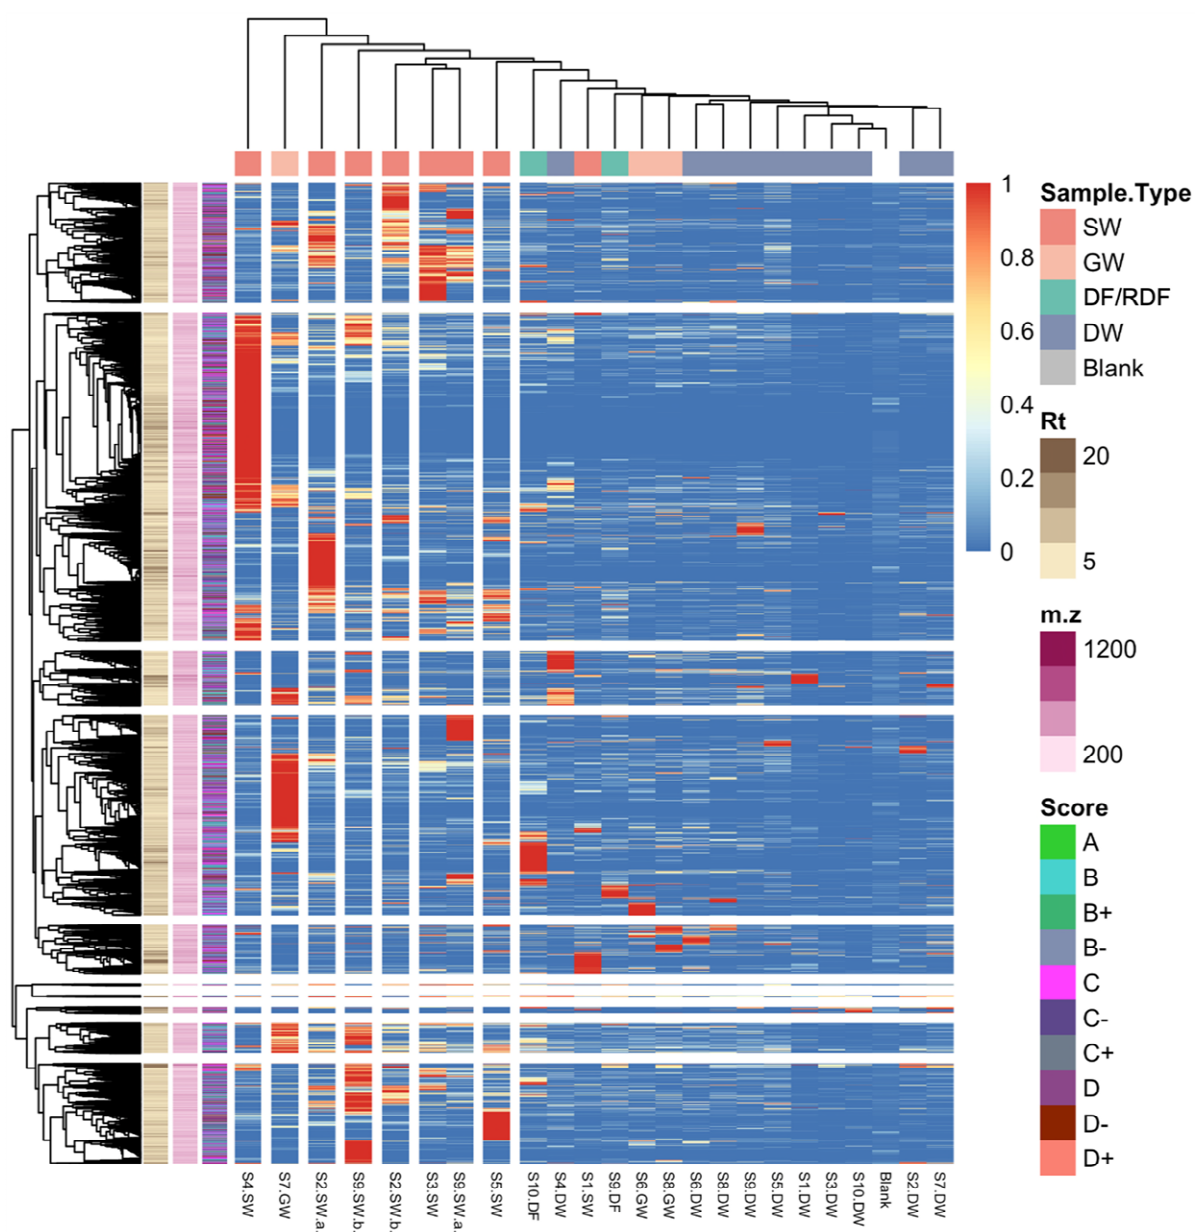 1
0.8
0.6
0.4
0.2
0
Sample.Type
SW
GW
DF/RDF
DW
Blank
Rt
20
5
m.z
1200
200
Score
A
B
B+
B-
C
C-
C+
D
D-
D+
S4.SW
S7.GW
S2.SW.a.
S9.SW.b.
S2.SW.b.
S3.SW
S9.SW.a.
S5.SW
S10.DF
S4.DW
S1.SW
S9.DF
S6.GW
S8.GW
S6.DW
S8.DW
S9.DW
S5.DW
S1.DW
S3.DW
S10.DW
Blank
S2.DW
S7.DW